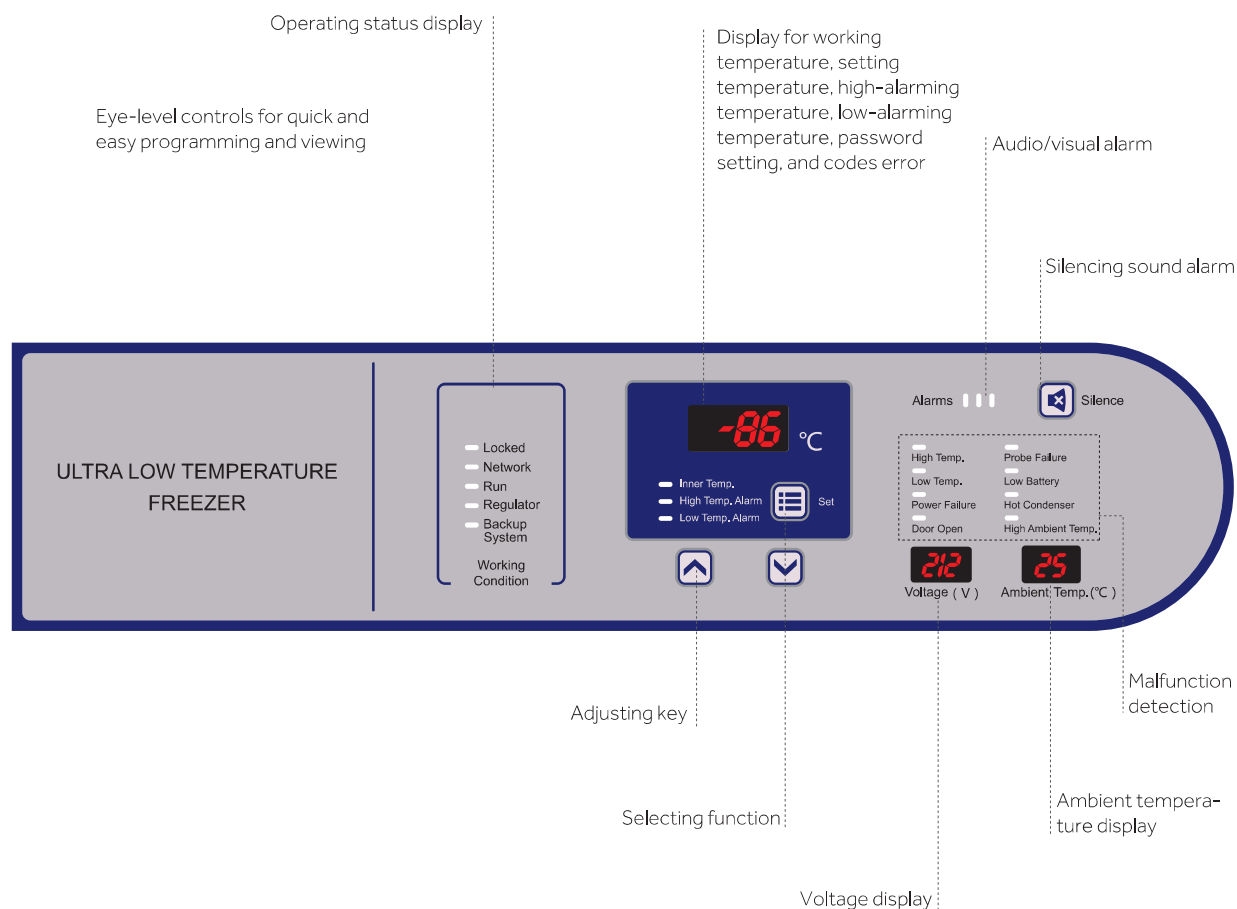 Operating status display
Display for working
temperature, setting
temperature, high-alarming
temperature, low-alarming
temperature, password
setting, and codes error
Eye-level controls for quick and
easy programming and viewing
Audio/visual alarm
Silencing sound alarm
ULTRA LOW TEMPERATURE
FREEZER
Locked
Network
Run
Regulator
Backup
System
Working
Condition
-86 °C
Inner Temp.
High Temp. Alarm
Low Temp. Alarm
Set
Alarms
Silence
High Temp.
Probe Failure
Low Temp.
Low Battery
Power Failure
Hot Condenser
Door Open
High Ambient Temp.
212
25
Voltage ( V )
Ambient Temp.(°C )
Malfunction
detection
Adjusting key
Ambient tempera-
ture display
Selecting function
Voltage display